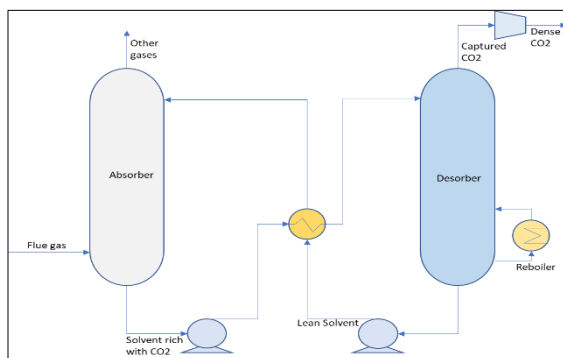 Other
gases
Captured
CO2
Dense
CO2
Absorber
Desorber
Flue gas
Reboiler
Solvent rich
with CO2
Lean Solvent